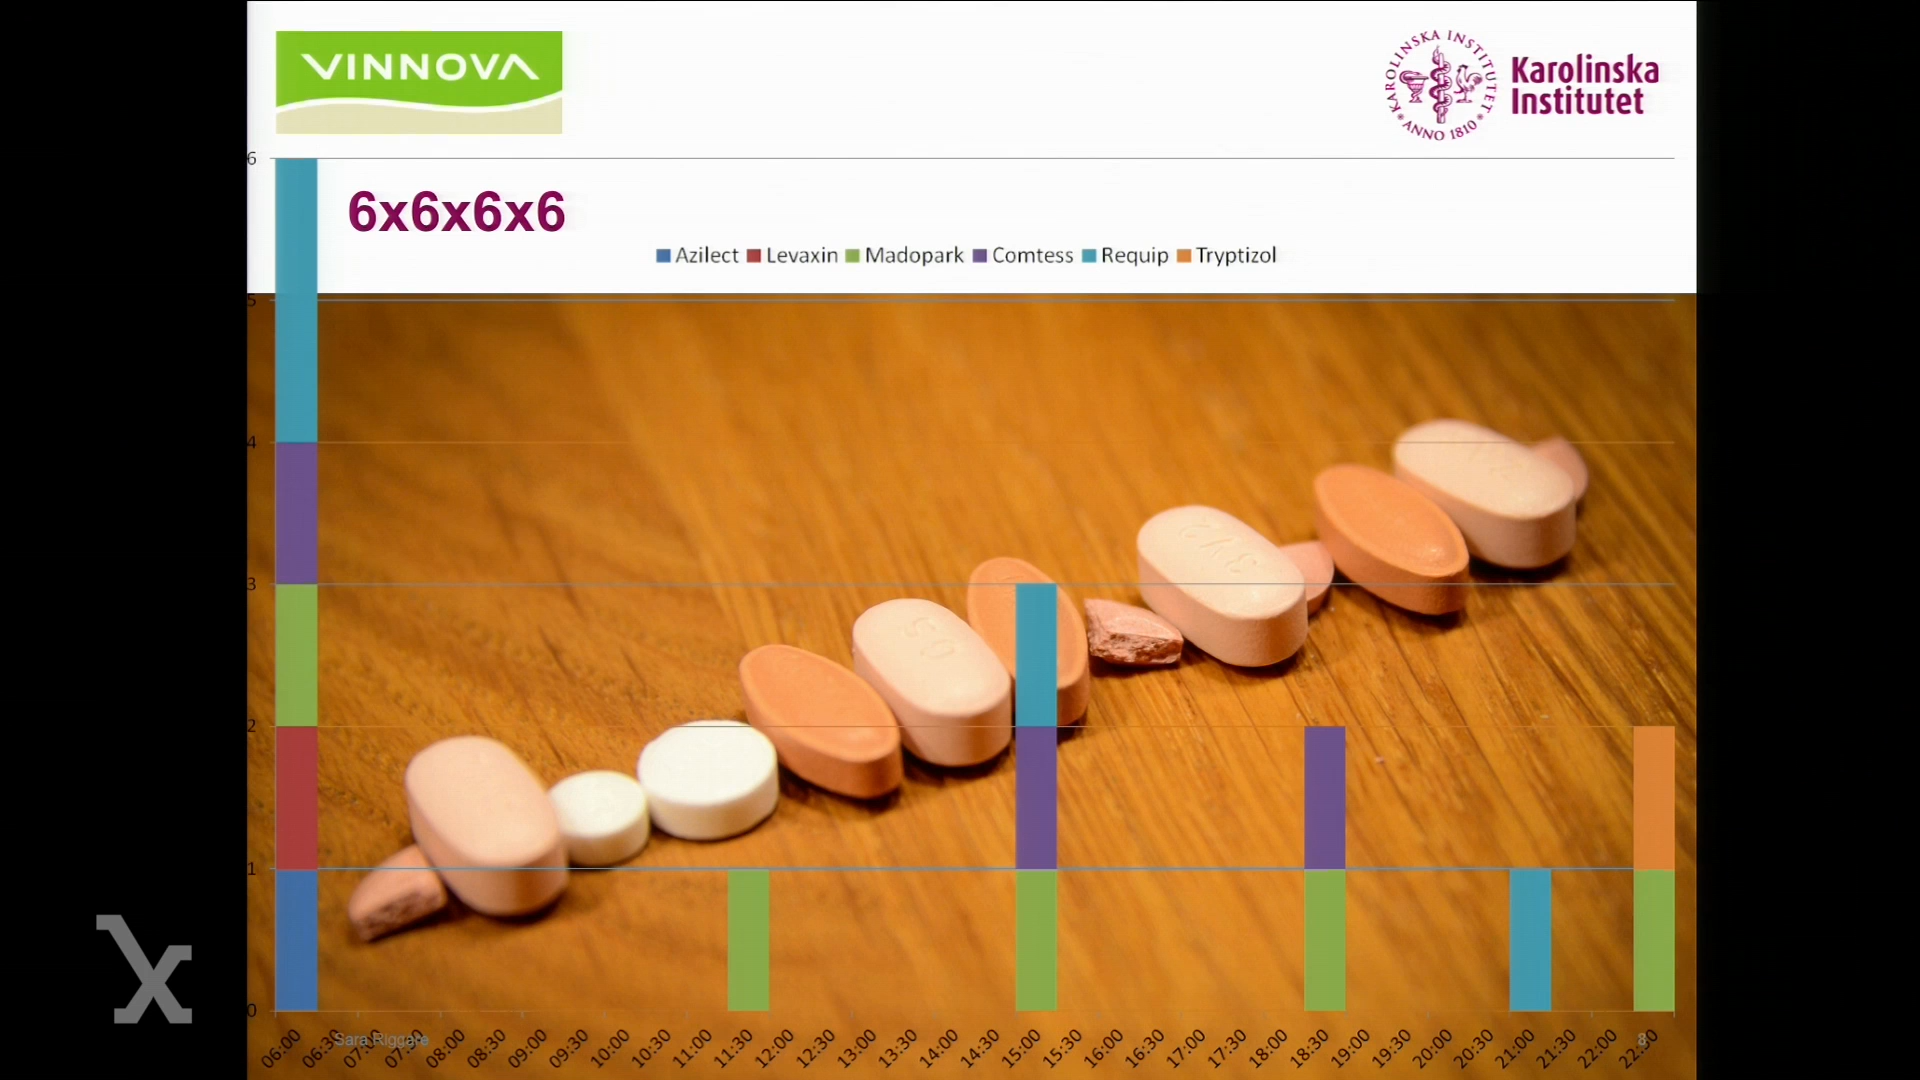 VINNOVA
KAROLINSKA INSTITUTET
ANNO 1810
Karolinska
Institutet
6
6x6x6x6
Azilect Levaxin Madopark Comtess Requip Tryptizol
5
4
3
2
1
0
06:00 06:30 07:00 07:30 08:00 08:30 09:00 09:30 10:00 10:30 11:00 11:30 12:00 12:30 13:00 13:30 14:00 14:30 15:00 15:30 16:00 16:30 17:00 17:30 18:00 18:30 19:00 19:30 20:00 20:30 21:00 21:30 22:00 22:30
Sara Riggare
8